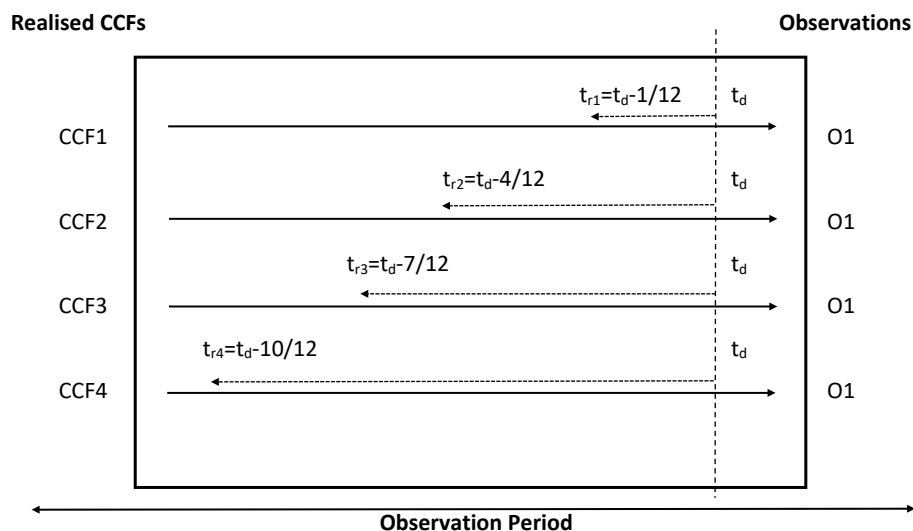 Realised CCFs Observations
tr1=td-1/12 td
CCF1 O1
tr2=td-4/12 td
CCF2 O1
tr3=td-7/12 td
CCF3 O1
tr4=td-10/12 td
CCF4 O1
Observation Period